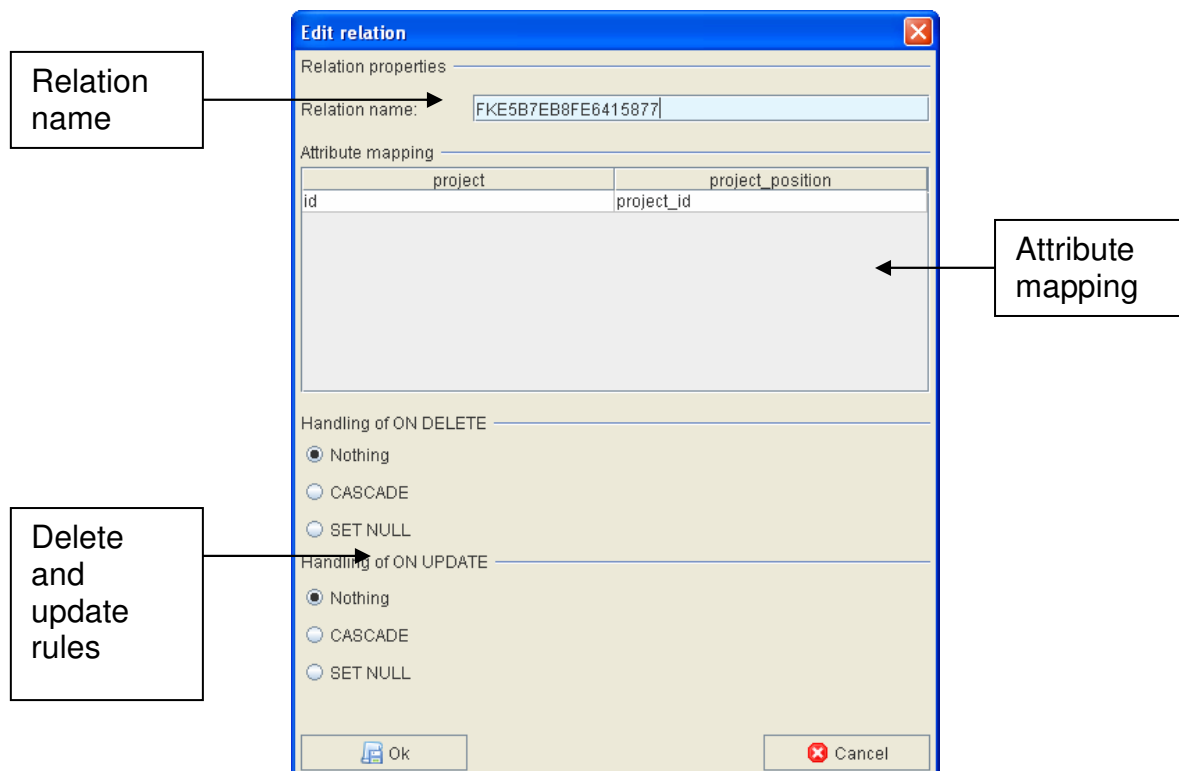 Edit relation
Relation properties
Relation name: FKE5B7EB8FE6415877
Attribute mapping
project project_position
id project_id
Handling of ON DELETE
Nothing
CASCADE
SET NULL
Handling of ON UPDATE
Nothing
CASCADE
SET NULL
Ok Cancel
Relation
name
Attribute
mapping
Delete
and
update
rules